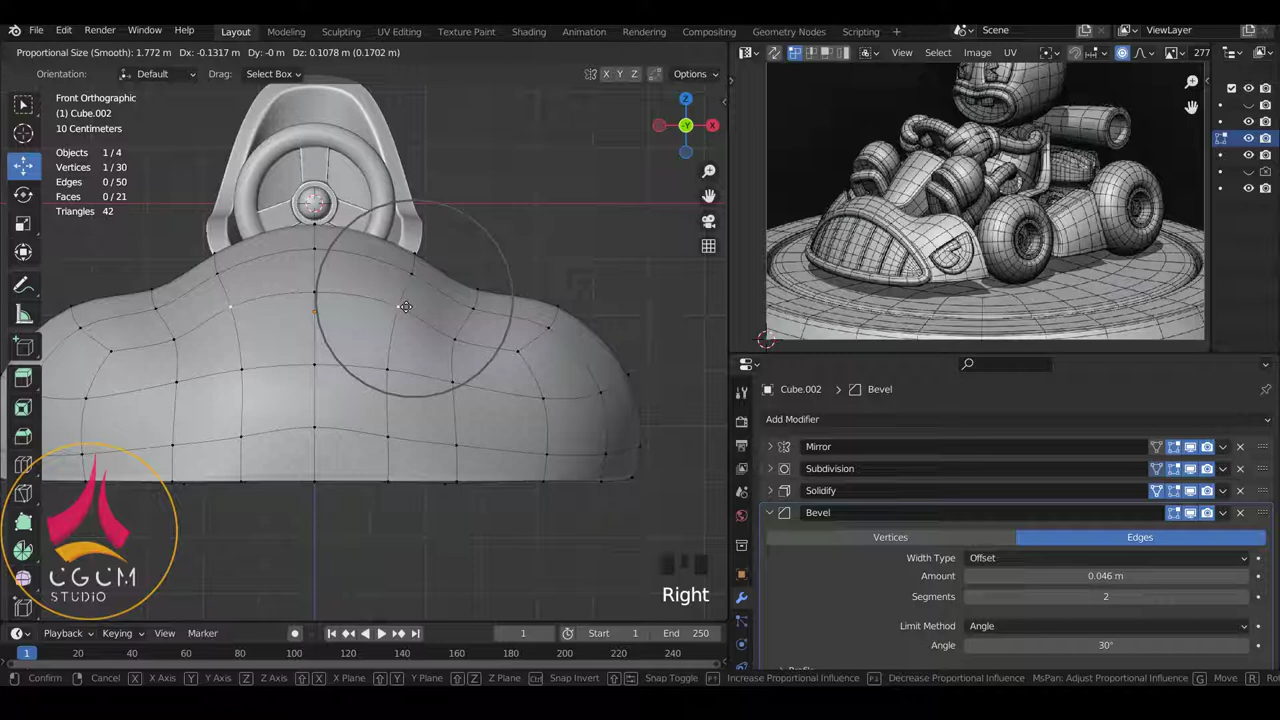 File Edit Render Window Help Layout Modeling Sculpting UV Editing Texture Paint Shading Animation Rendering Compositing Geometry Nodes Scripting Scene ViewLayer
Proportional Size (Smooth): 1.772 m Dx: -0.1317 m Dy: -0 m Dz: 0.1078 m (0.1702 m)
View Select Image UV 277
Orientation: Default Drag: Select Box X Y Z Options
Front Orthographic
(1) Cube.002
10 Centimeters
Objects 1/4
Vertices 1/30
Edges 0/50
Faces 0/21
Triangles 42
Z
X
-Y
Cube.002 Bevel
Add Modifier
Mirror
Subdivision
Solidify
Bevel
Vertices Edges
Width Type Offset
Amount 0.046 m
Segments 2
Limit Method Angle
Angle 30°
CGCM
STUDIO
Right
Playback Keying View Marker 1 Start 1 End 250
1 20 40 60 80 100 120 140 160 180 200 220 240
Confirm Cancel X X Axis Y Y Axis Z Z Axis X X Plane Y Y Plane Z Z Plane Ctrl Snap Invert Snap Toggle Increase Proportional Influence Decrease Proportional Influence MsPan: Adjust Proportional Influence G Move R Ro